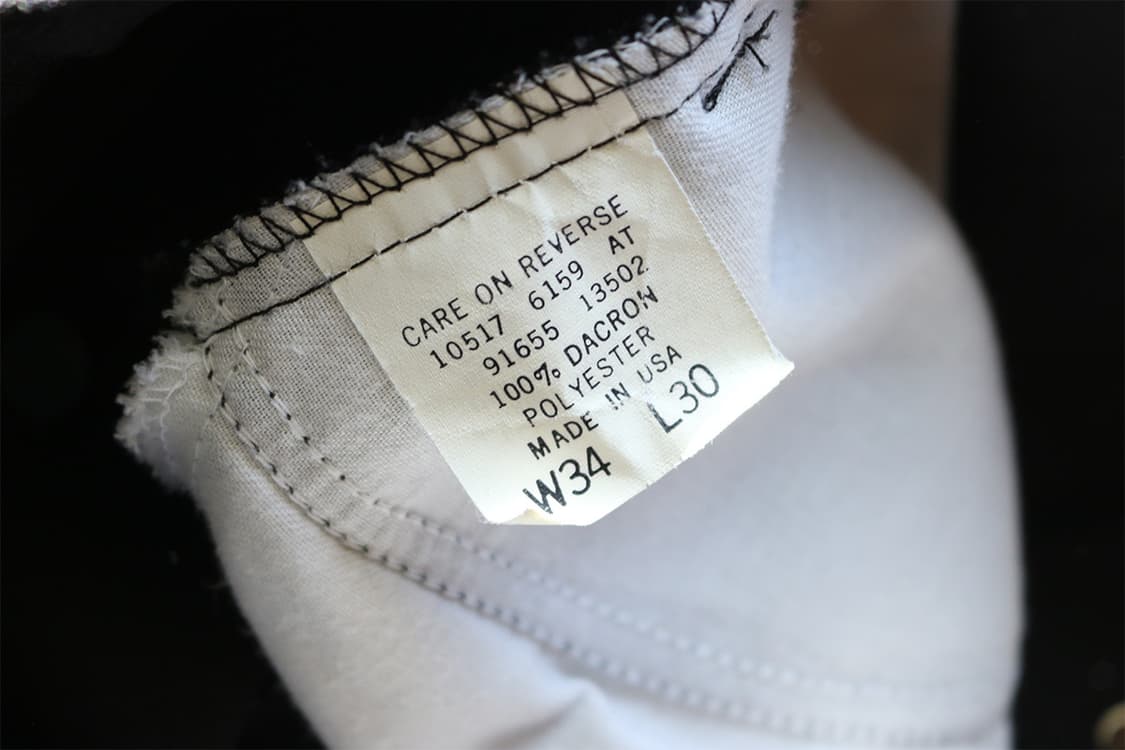 CARE ON REVERSE
10517 6159 AT
91655 13502
100% DACRON
POLYESTER
MADE IN USA
W34 L30